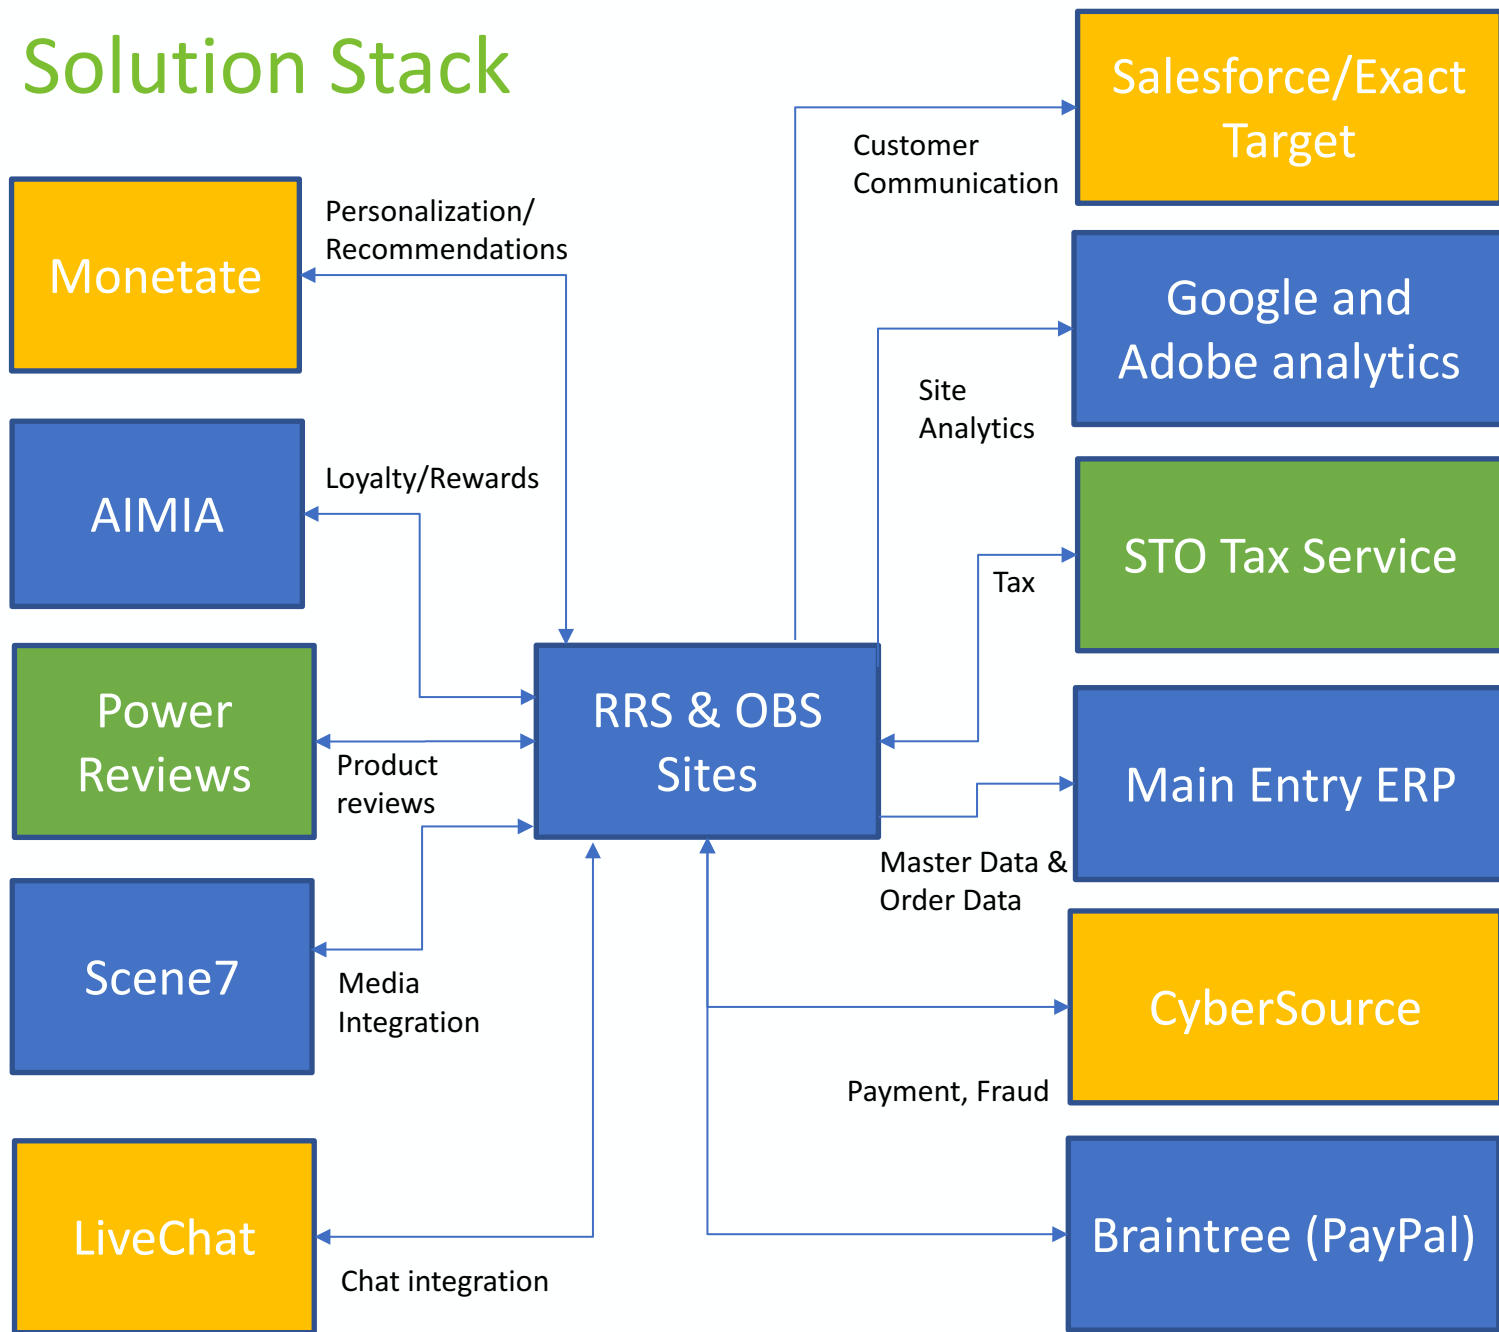 Solution Stack
Salesforce/Exact
Target
Customer
Communication
Monetate
Personalization/
Recommendations
Google and
Adobe analytics
Site
Analytics
AIMIA
Loyalty/Rewards
STO Tax Service
Tax
Power
Reviews
Product
reviews
RRS & OBS
Sites
Main Entry ERP
Master Data &
Order Data
Scene7
Media
Integration
CyberSource
Payment, Fraud
LiveChat
Chat integration
Braintree (PayPal)